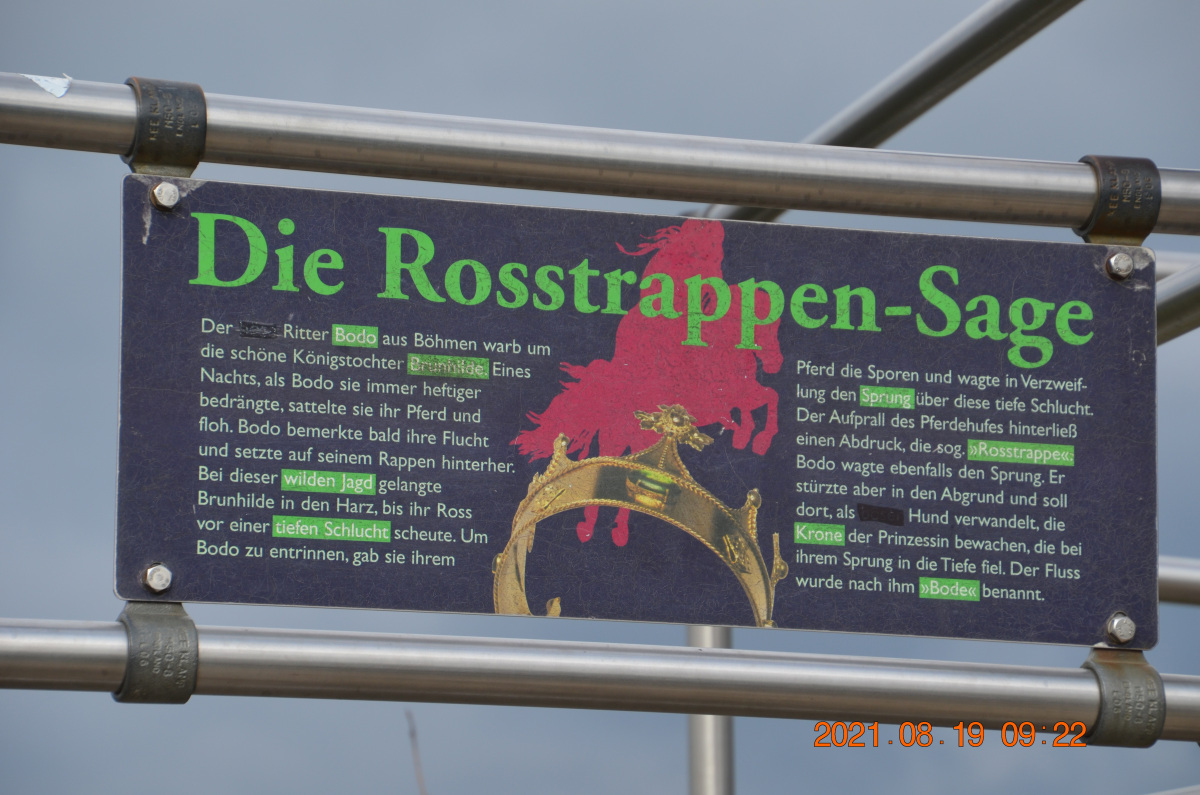 Die Rosstrappen-Sage
Der Ritter Bodo aus Böhmen warb um
die schöne Königstochter Brunhilde. Eines
Nachts, als Bodo sie immer heftiger
bedrängte, sattelte sie ihr Pferd und
floh. Bodo bemerkte bald ihre Flucht
und setzte auf seinem Rappen hinterher.
Bei dieser wilden Jagd gelangte
Brunhilde in den Harz, bis ihr Ross
vor einer tiefen Schlucht scheute. Um
Bodo zu entrinnen, gab sie ihrem
Pferd die Sporen und wagte in Verzweif-
lung den Sprung über diese tiefe Schlucht.
Der Aufprall des Pferdehufes hinterließ
einen Abdruck, die sog. »Rosstrappe«.
Bodo wagte ebenfalls den Sprung. Er
stürzte aber in den Abgrund und soll
dort, als Hund verwandelt, die
Krone der Prinzessin bewachen, die bei
ihrem Sprung in die Tiefe fiel. Der Fluss
wurde nach ihm »Bode« benannt.
2021.08.19 09:22